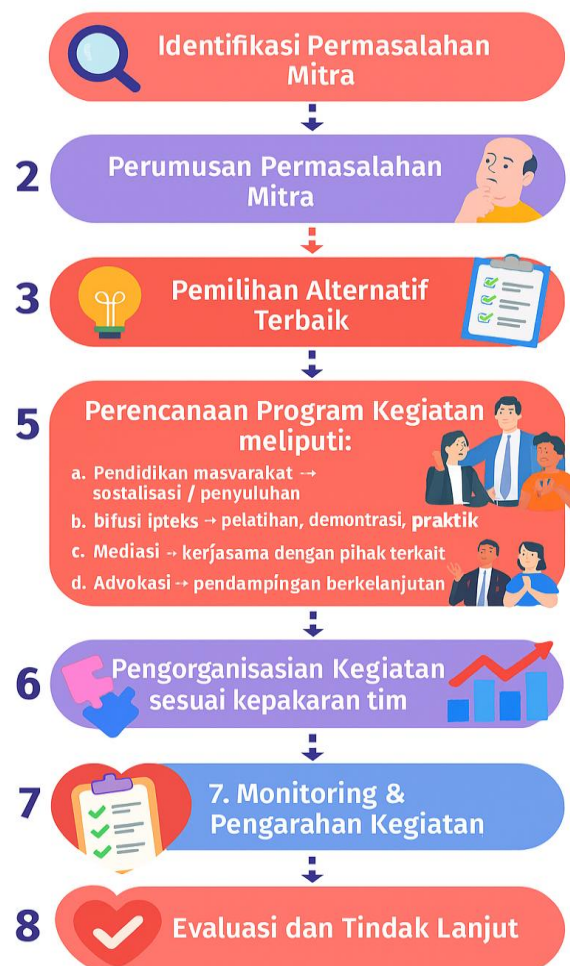 Identifikasi Permasalahan
Mitra
2
Perumusan Permasalahan
Mitra
3
Pemilihan Alternatif
Terbaik
5
Perencanaan Program Kegiatan
meliputi:
a. Pendidikan masvarakat →
sostalisasi / penyuluhan
b. bifusi ipteks → pelatihan, demontrasi, praktik
c. Mediasi → kerjasama dengan pihak terkait
d. Advokasi → pendampingan berkelanjutan
6
Pengorganisasian Kegiatan
sesuai kepakaran tim
7
7. Monitoring &
Pengarahan Kegiatan
8
Evaluasi dan Tindak Lanjut